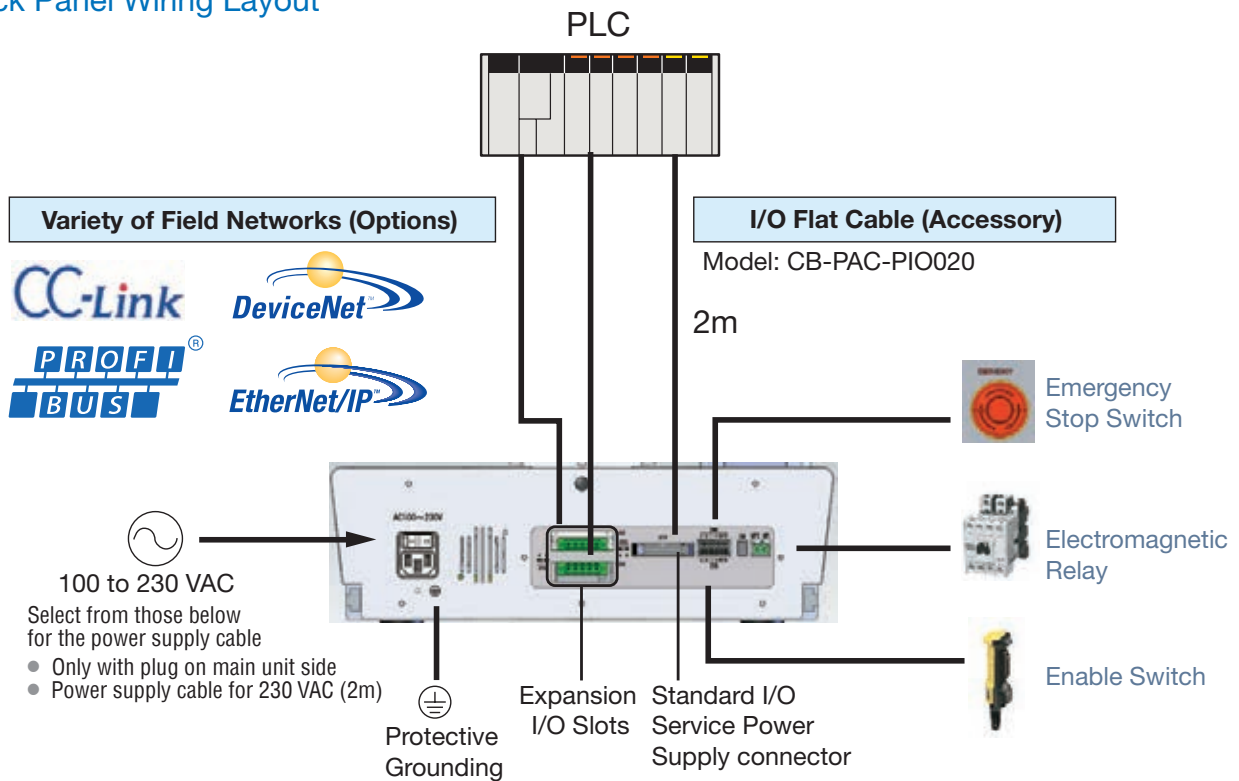 ck Panel Wiring Layout
PLC
Variety of Field Networks (Options)
I/O Flat Cable (Accessory)
Model: CB-PAC-PIO020
2m
CC-Link
DeviceNet™
PROFI®
BUS
EtherNet/IP™
Emergency
Stop Switch
AC100~230V
100 to 230 VAC
Select from those below
for the power supply cable
● Only with plug on main unit side
● Power supply cable for 230 VAC (2m)
Electromagnetic
Relay
Enable Switch
Protective
Grounding
Expansion
I/O Slots
Standard I/O
Service Power
Supply connector